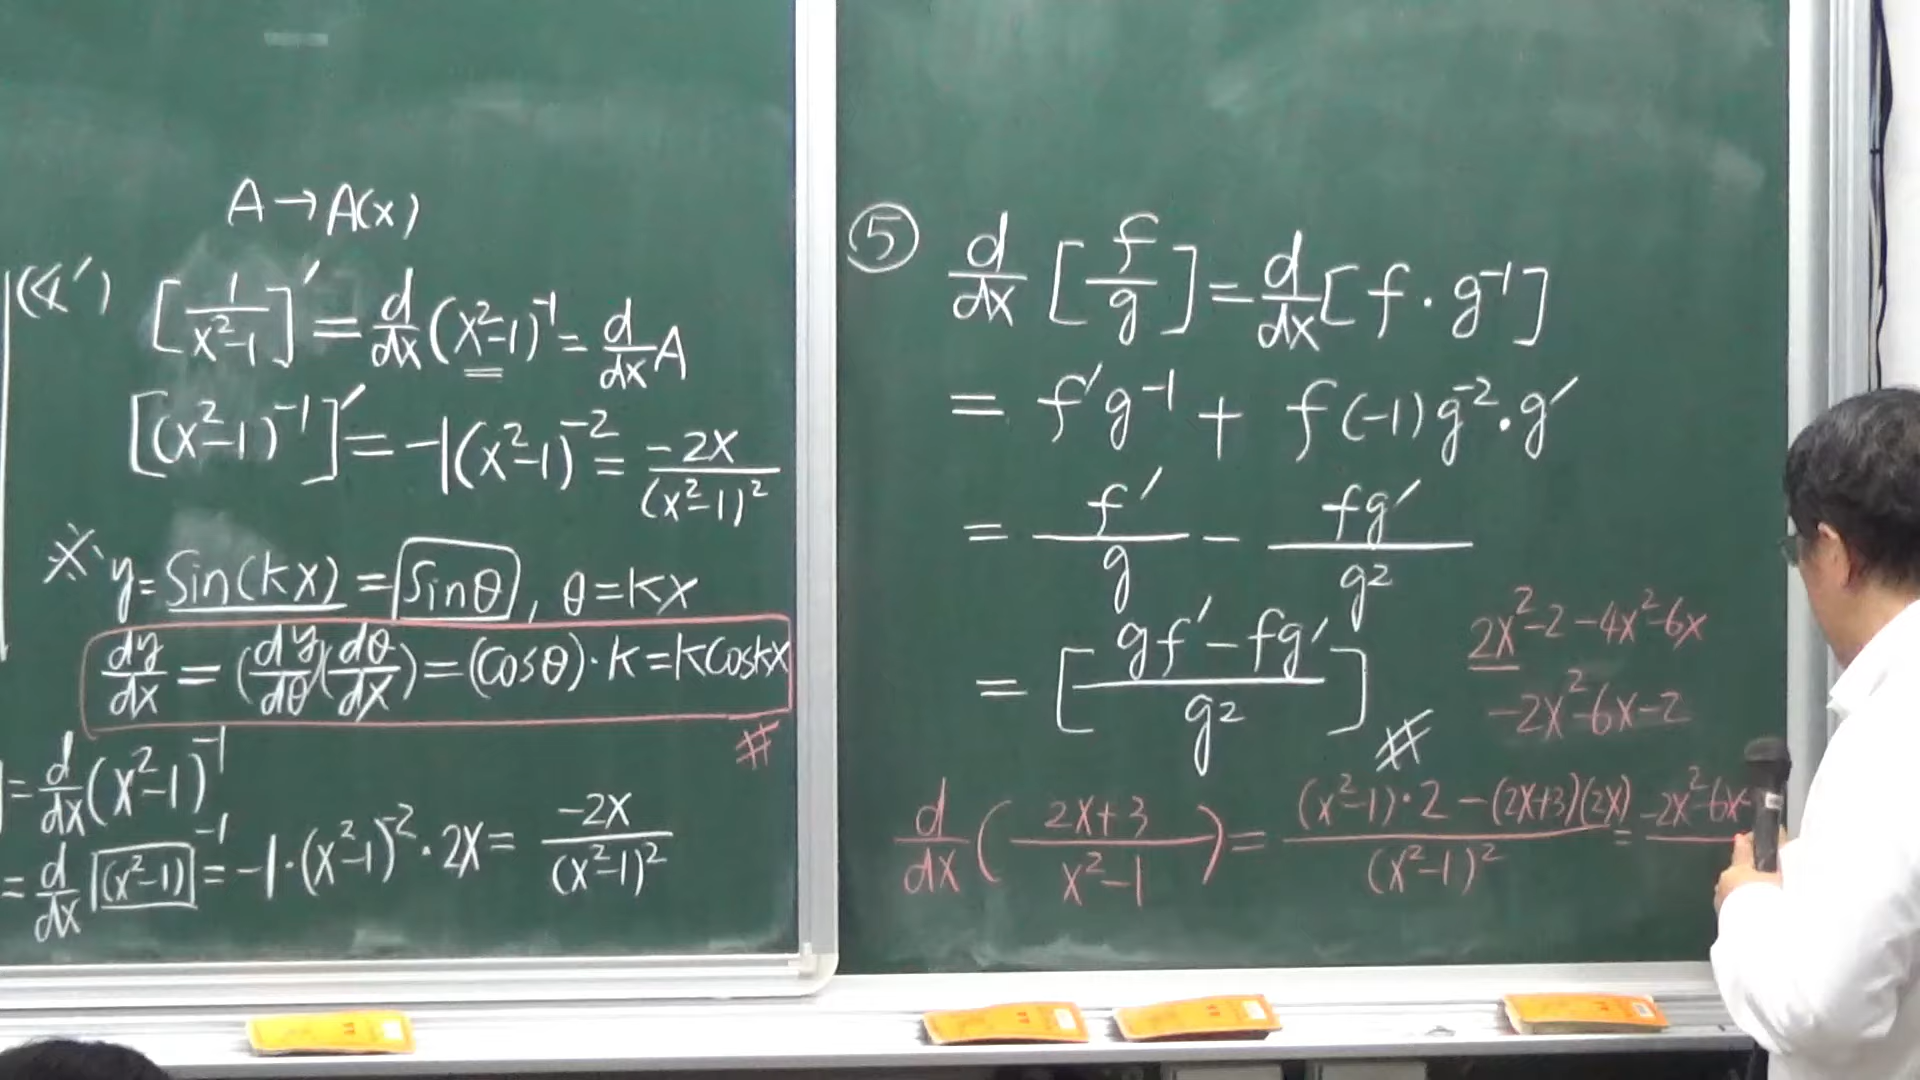 A → A(x)
(4') [1/(x²-1)]' = d/dx (x²-1)⁻¹ = d/dx A
[(x²-1)⁻¹]' = -1(x²-1)⁻² = -2x/(x²-1)²
※ y = Sin(kx) = Sinθ, θ = kx
dy/dx = (dy/dθ)(dθ/dx) = (Cosθ)·k = kCoskx
#
] = d/dx (x²-1)⁻¹
= d/dx (x²-1)⁻¹ = -1·(x²-1)⁻²·2x = -2x/(x²-1)²
⑤ d/dx [f/g] = d/dx [f·g⁻¹]
= f'g⁻¹ + f(-1)g⁻²·g'
= f'/g - fg'/g²
= [(gf'-fg')/g²] #
2x²-2-4x²-6x
-2x²-6x-2
d/dx ((2x+3)/(x²-1)) = ((x²-1)·2-(2x+3)(2x))/(x²-1)² = -2x²-6x-